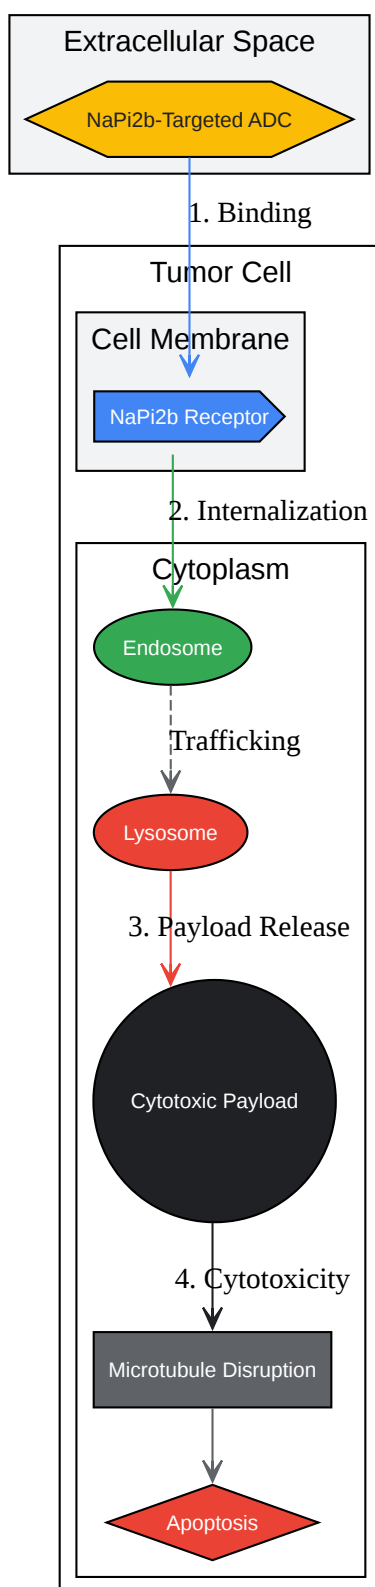 Extracellular Space
NaPi2b-Targeted ADC
1. Binding
Tumor Cell
Cell Membrane
NaPi2b Receptor
2. Internalization
Cytoplasm
Endosome
Trafficking
Lysosome
3. Payload Release
Cytotoxic Payload
4. Cytotoxicity
Microtubule Disruption
Apoptosis